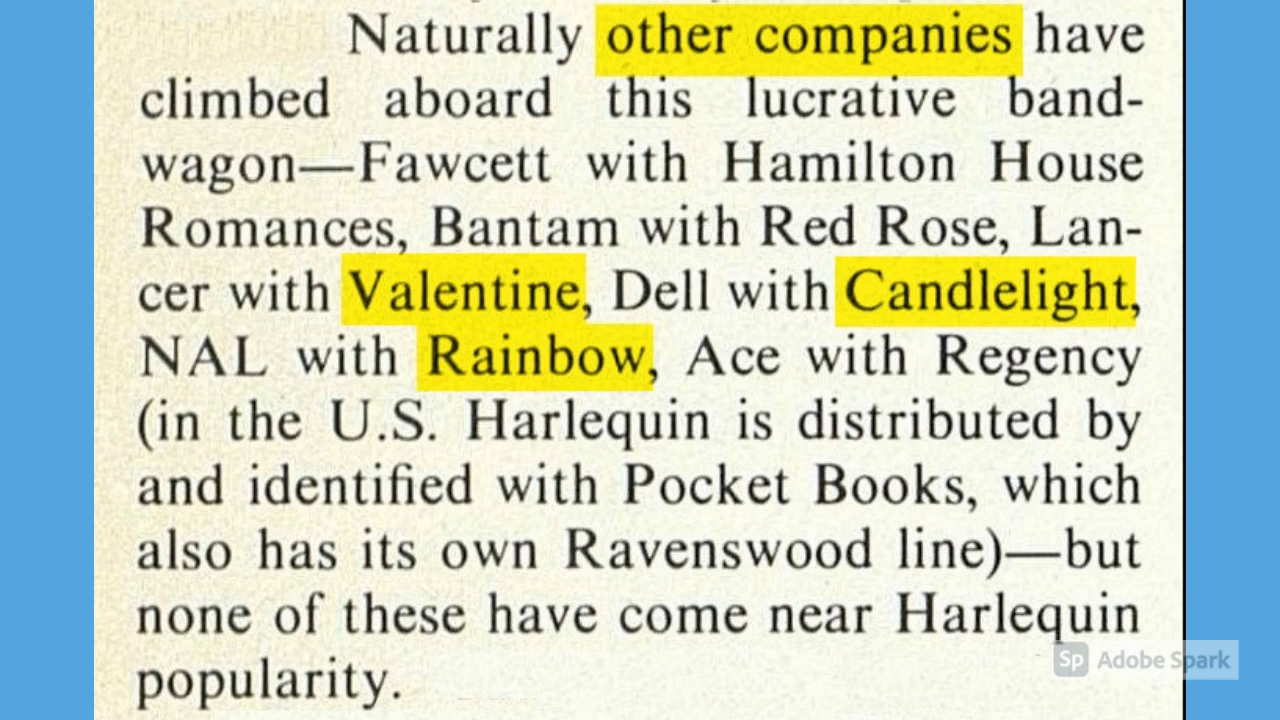 Naturally other companies have
climbed aboard this lucrative band-
wagon—Fawcett with Hamilton House
Romances, Bantam with Red Rose, Lan-
cer with Valentine, Dell with Candlelight,
NAL with Rainbow, Ace with Regency
(in the U.S. Harlequin is distributed by
and identified with Pocket Books, which
also has its own Ravenswood line)—but
none of these have come near Harlequin
popularity.
Sp Adobe Spark